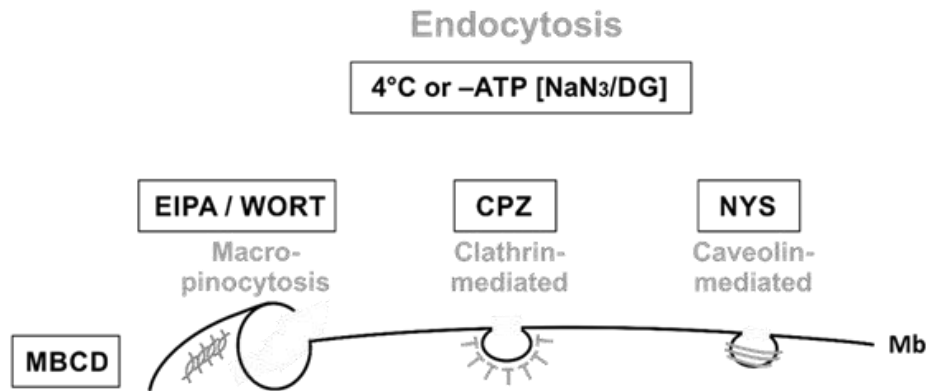 Endocytosis
4°C or –ATP [NaN₃/DG]
EIPA / WORT
CPZ
NYS
Macro-
pinocytosis
Clathrin-
mediated
Caveolin-
mediated
MBCD
Mb